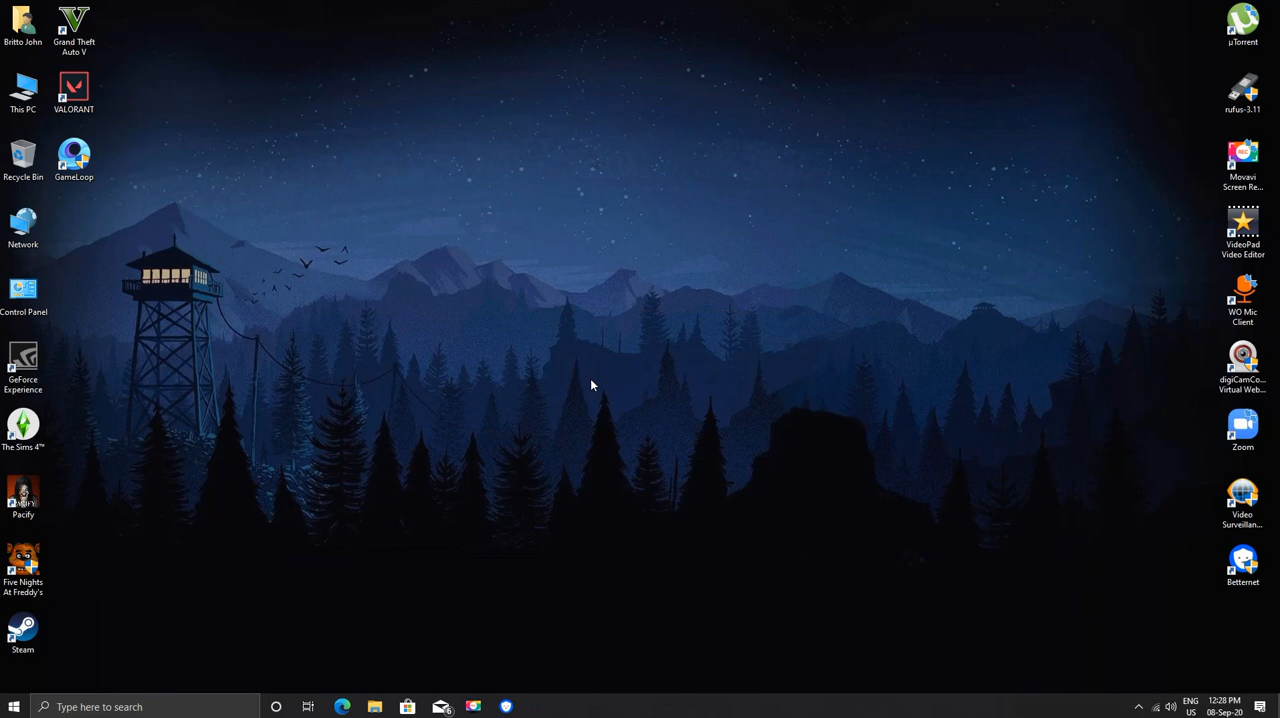 Britto John
Grand Theft
Auto V
This PC
VALORANT
Recycle Bin
GameLoop
Network
Control Panel
GeForce
Experience
The Sims 4™
PACIFY
Pacify
Five Nights
At Freddy's
Steam
µTorrent
rufus-3.11
REC
Movavi
Screen Re...
VideoPad
Video Editor
WO Mic
Client
digiCamCo...
Virtual Web...
Zoom
Video
Surveillan...
Betternet
Type here to search
6
ENG
US
12:28 PM
08-Sep-20